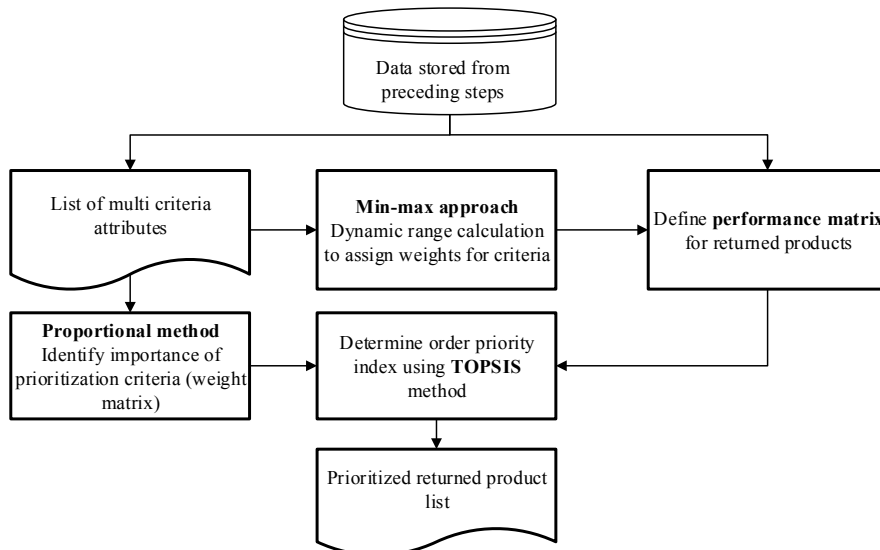 Data stored from
preceding steps
List of multi criteria
attributes
Min-max approach
Dynamic range calculation
to assign weights for criteria
Define performance matrix
for returned products
Proportional method
Identify importance of
prioritization criteria (weight
matrix)
Determine order priority
index using TOPSIS
method
Prioritized returned product
list